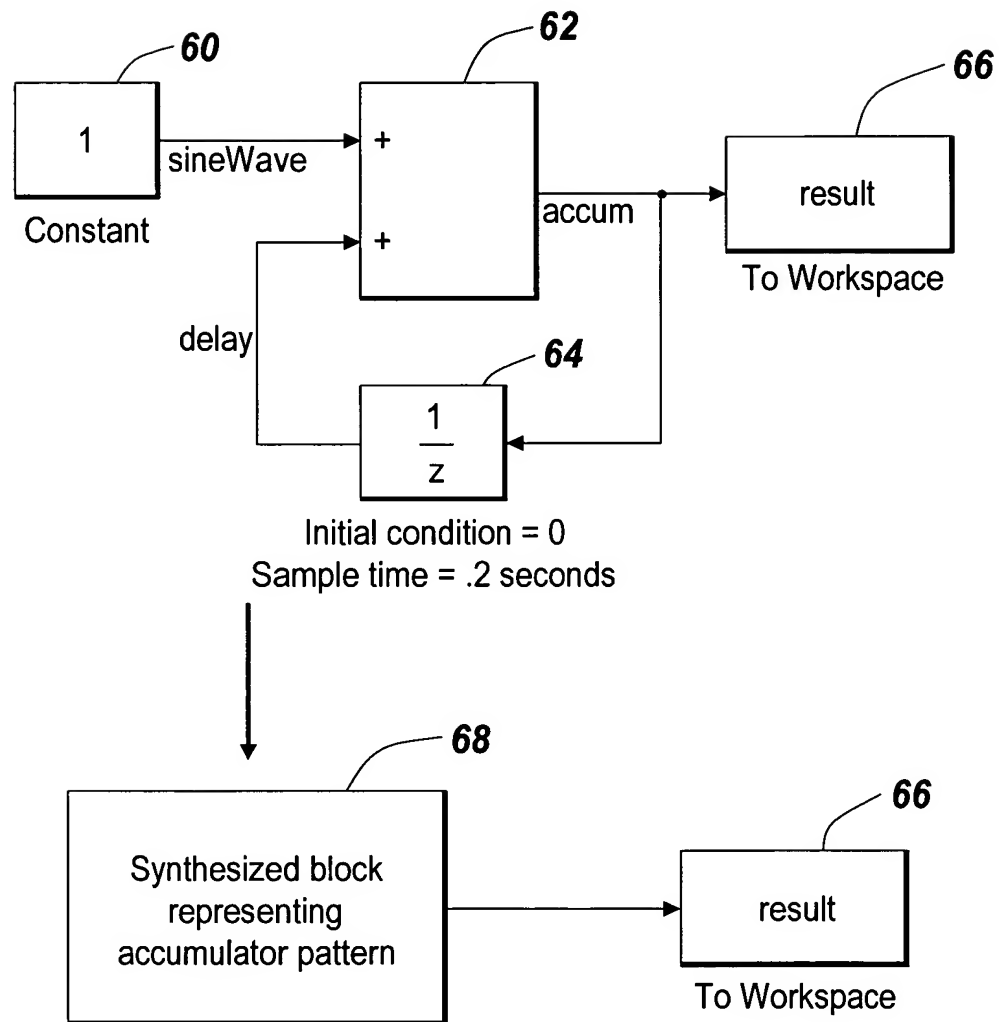 60
62
66
1
+
sineWave
result
accum
Constant
+
To Workspace
delay
64
1
z
Initial condition = 0
Sample time = .2 seconds
68
66
Synthesized block
representing
accumulator pattern
result
To Workspace